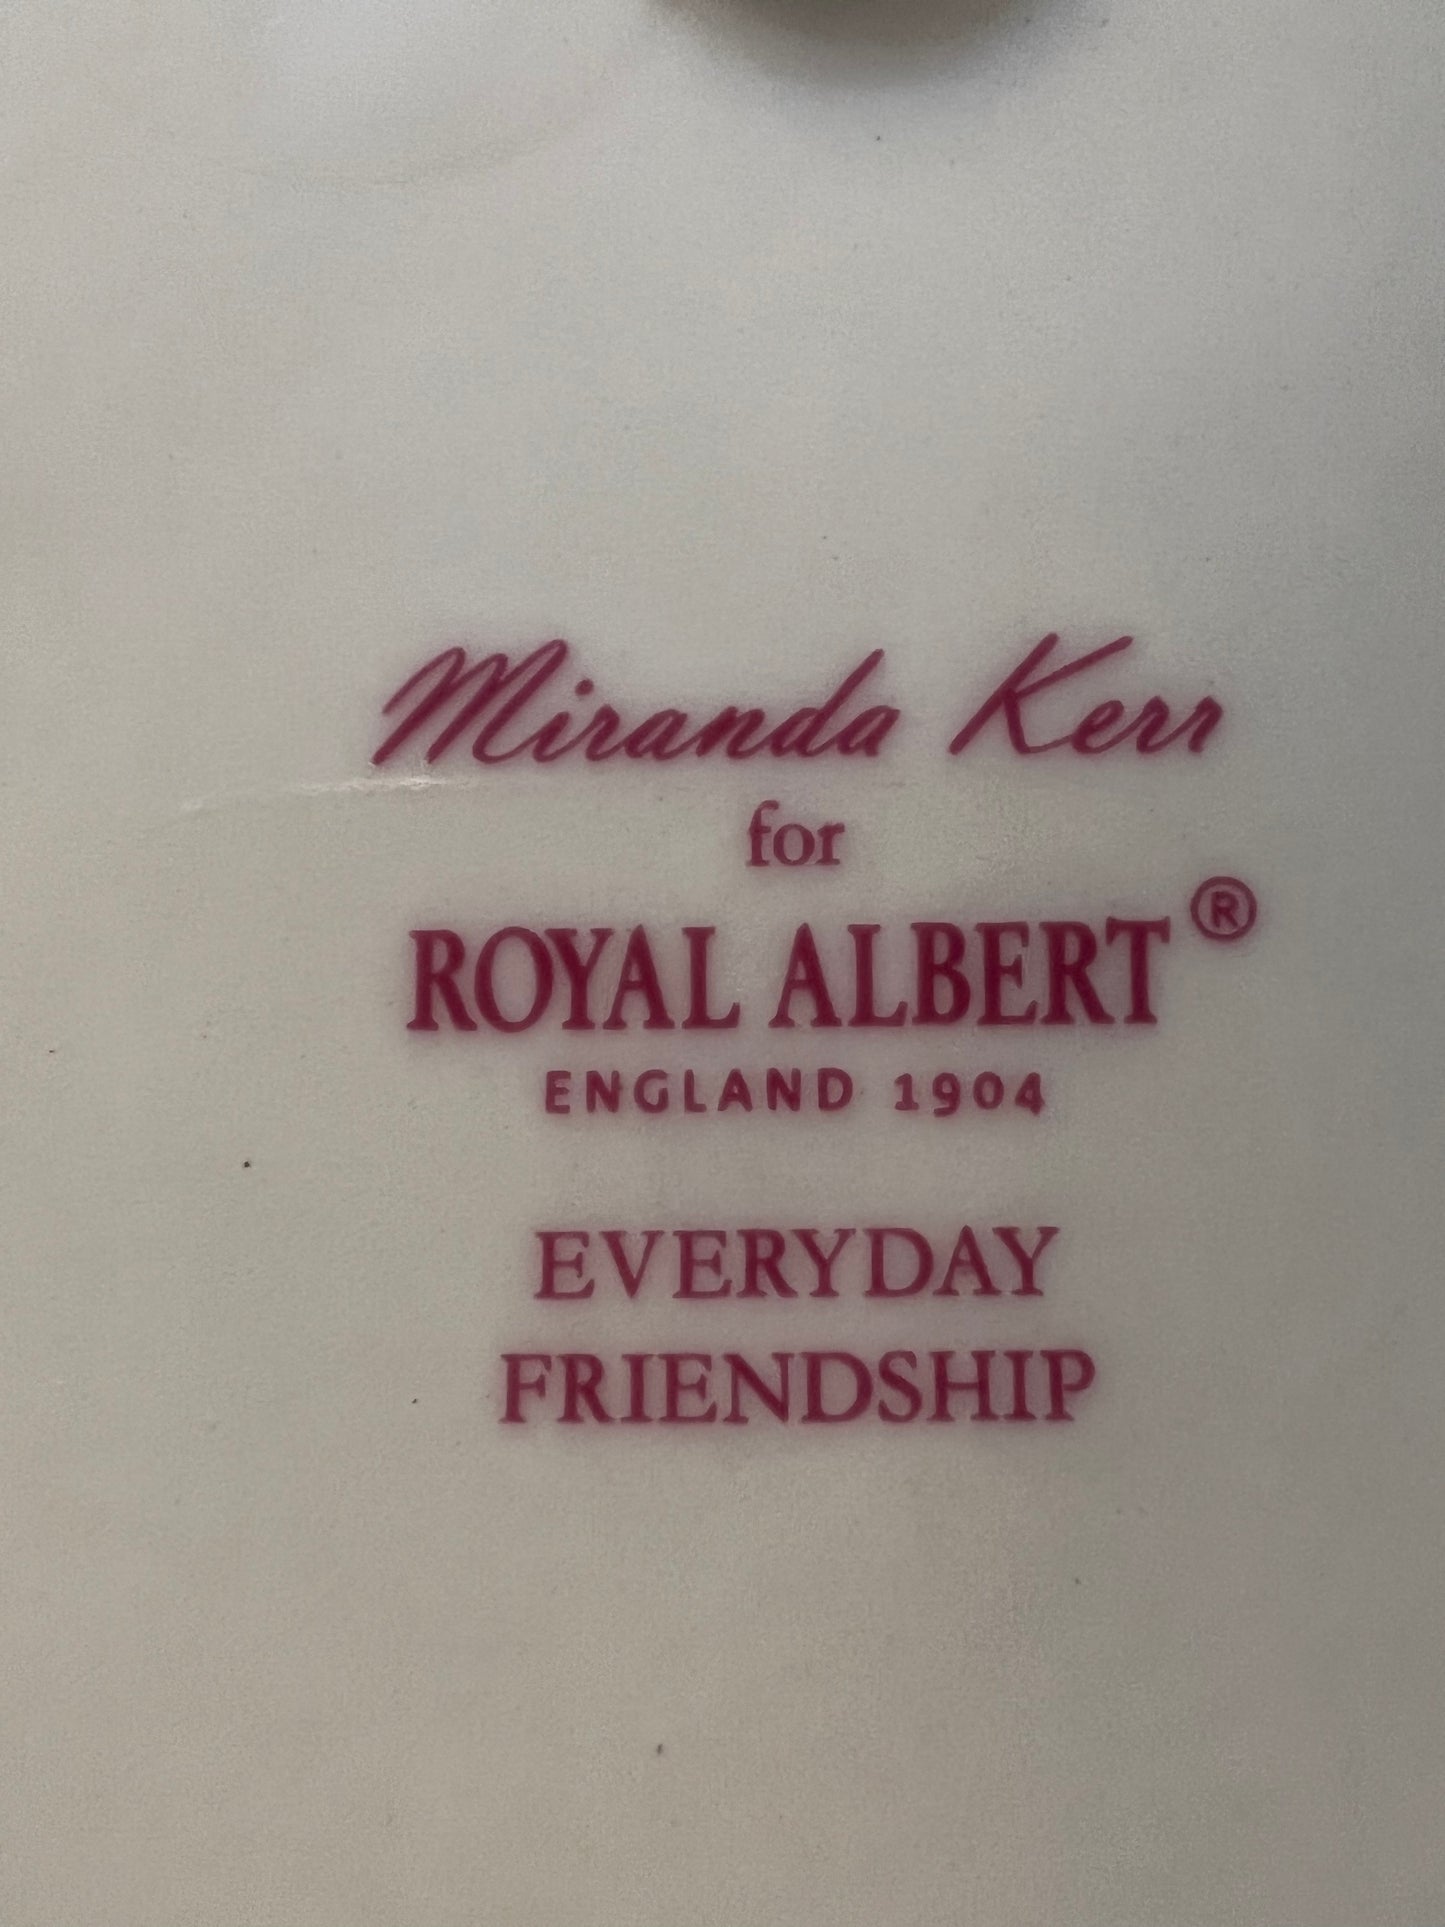 Miranda Kerr
for
ROYAL ALBERT®
ENGLAND 1904
EVERYDAY
FRIENDSHIP